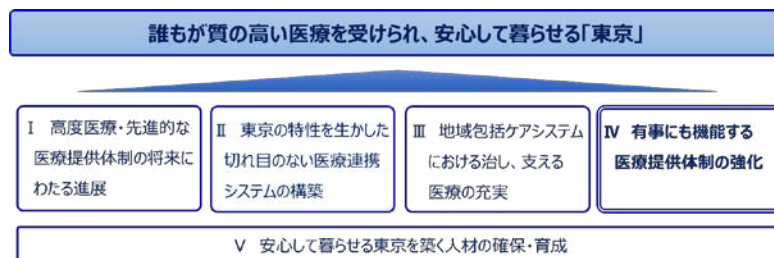 誰もが質の高い医療を受けられ、安心して暮らせる「東京」
Ⅰ 高度医療・先進的な
医療提供体制の将来に
わたる進展
Ⅱ 東京の特性を生かした
切れ目のない医療連携
システムの構築
Ⅲ 地域包括ケアシステム
における治し、支える
医療の充実
Ⅳ 有事にも機能する
医療提供体制の強化
Ⅴ 安心して暮らせる東京を築く人材の確保・育成